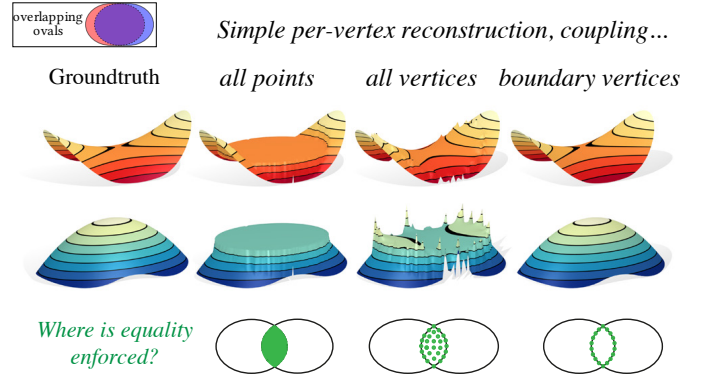 overlapping
ovals
Simple per-vertex reconstruction, coupling...
Groundtruth
all points
all vertices
boundary vertices
Where is equality
enforced?